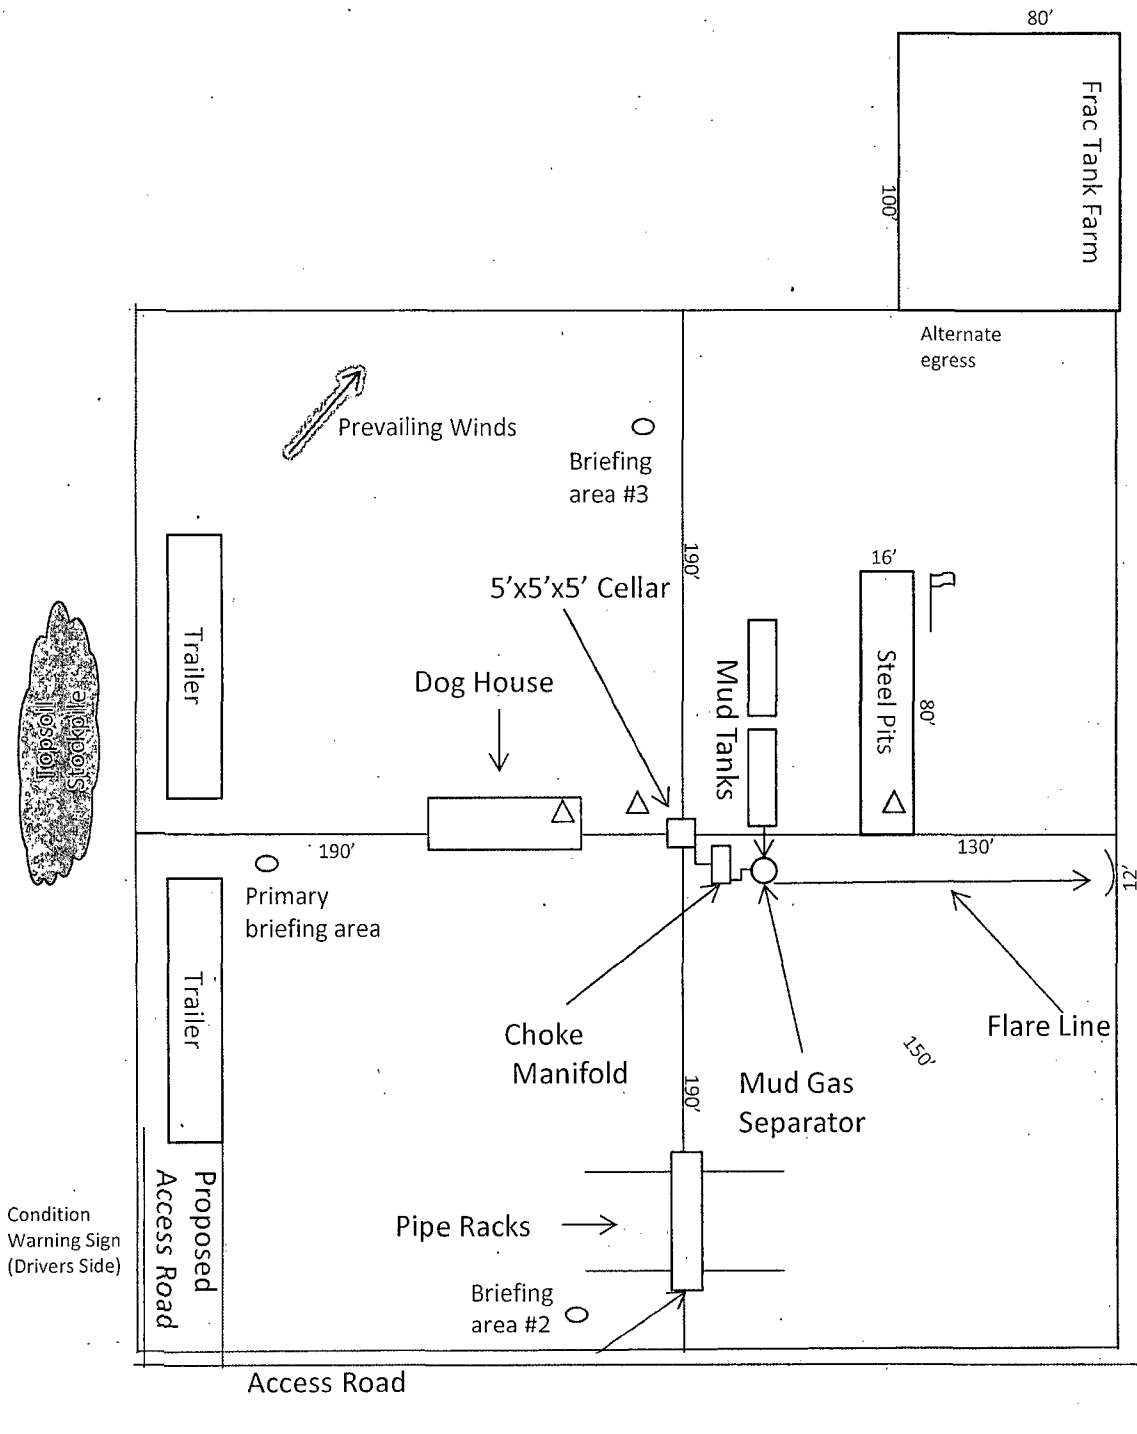 80'
Frac Tank Farm
100'
Alternate
egress
Prevailing Winds
Briefing
area #3
190'
16'
5'x5'x5' Cellar
Trailer
Dog House
Mud Tanks
Steel Pits
80'
Topsoil
Stockpile
190'
130'
12'
Primary
briefing area
Trailer
Choke
Manifold
Flare Line
150'
Mud Gas
Separator
190'
Proposed
Access Road
Condition
Warning Sign
(Drivers Side)
Pipe Racks
Briefing
area #2
Access Road